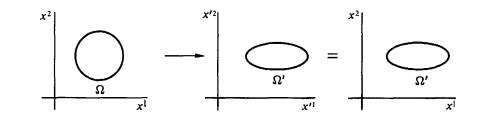 x² x'² = x²
Ω Ω' Ω'
x¹ x'¹ x¹